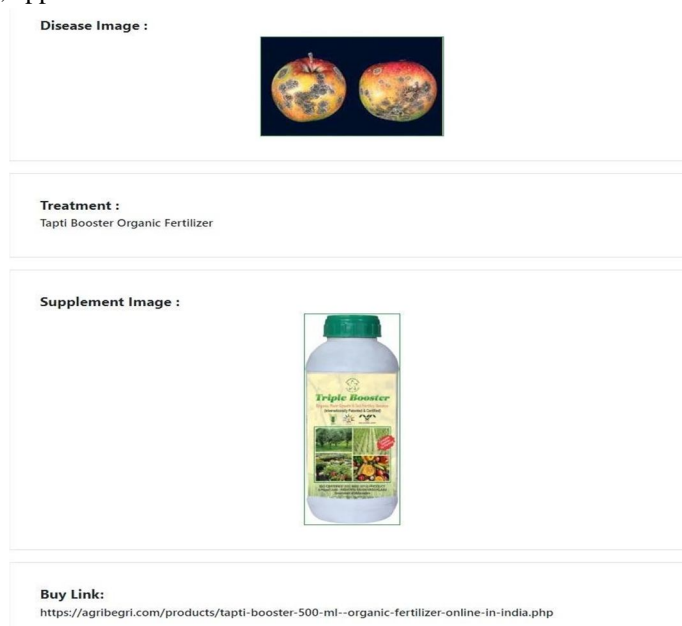 Disease Image :
Treatment :
Tapti Booster Organic Fertilizer
Supplement Image :
Triple Booster
Buy Link:
https://agribegri.com/products/tapti-booster-500-ml--organic-fertilizer-online-in-india.php